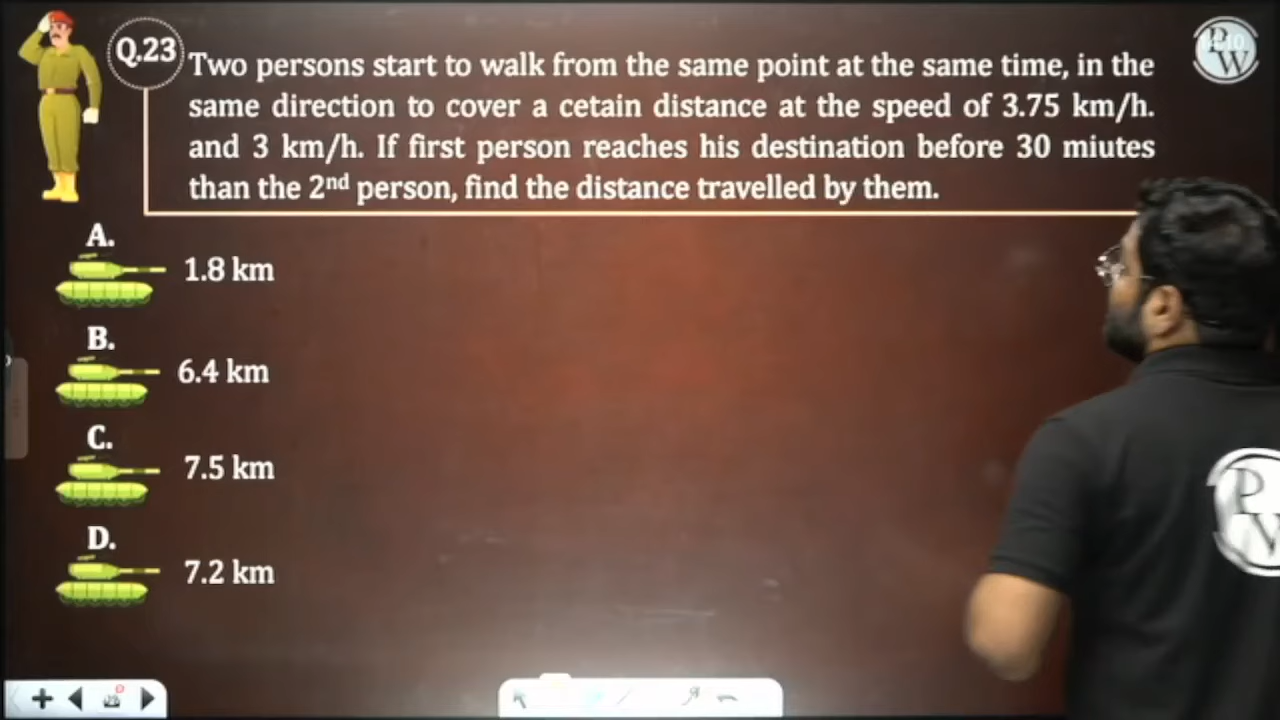 Q.23
Two persons start to walk from the same point at the same time, in the
same direction to cover a cetain distance at the speed of 3.75 km/h.
and 3 km/h. If first person reaches his destination before 30 miutes
than the 2nd person, find the distance travelled by them.
A.
1.8 km
B.
6.4 km
C.
7.5 km
D.
7.2 km
P
W
P
W